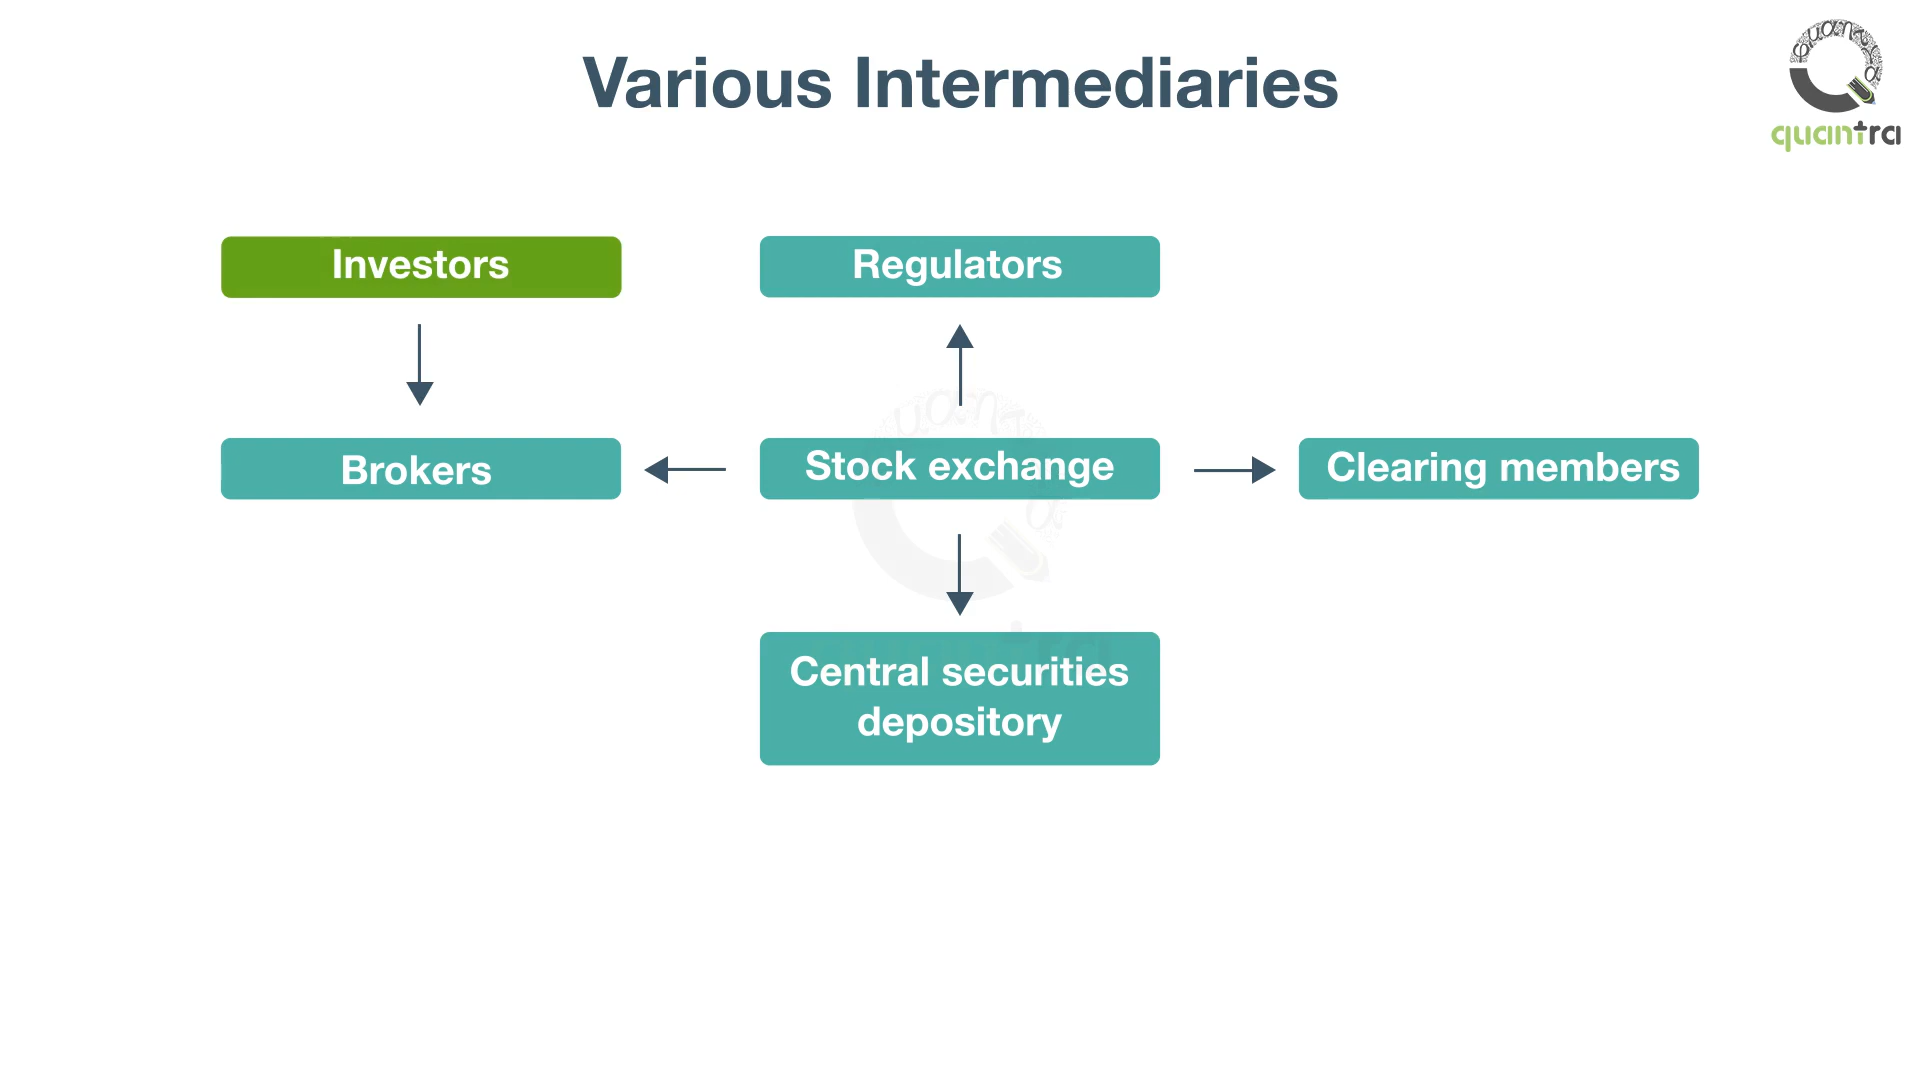 Various Intermediaries
quantra
Investors
Regulators
Brokers
Stock exchange
Clearing members
Central securities
depository